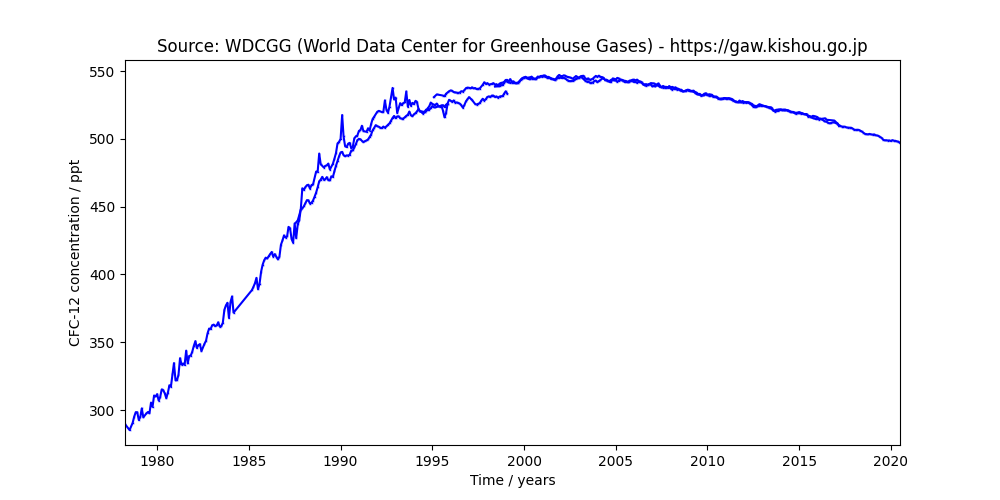 Source: WDCGG (World Data Center for Greenhouse Gases) - https://gaw.kishou.go.jp
CFC-12 concentration / ppt
550
500
450
400
350
300
1980 1985 1990 1995 2000 2005 2010 2015 2020
Time / years